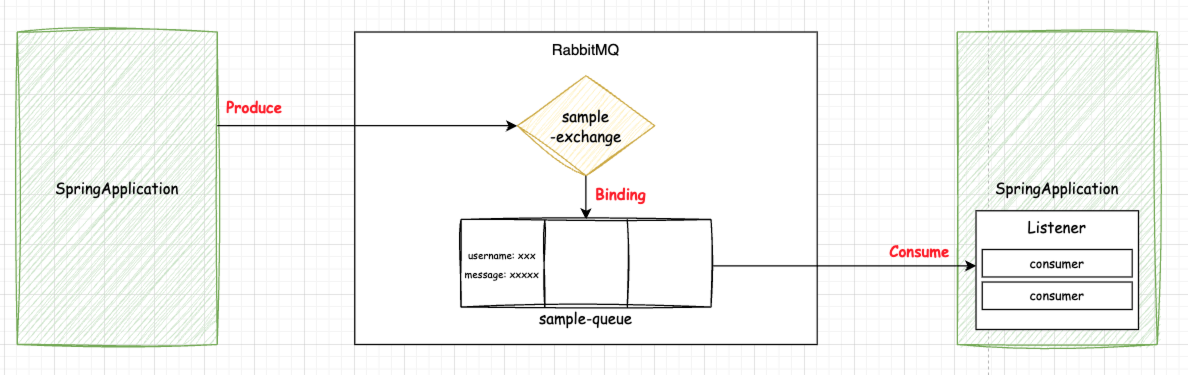 RabbitMQ
Produce
sample
-exchange
SpringApplication
Binding
username: xxx
message: xxxxx
sample-queue
Consume
SpringApplication
Listener
consumer
consumer